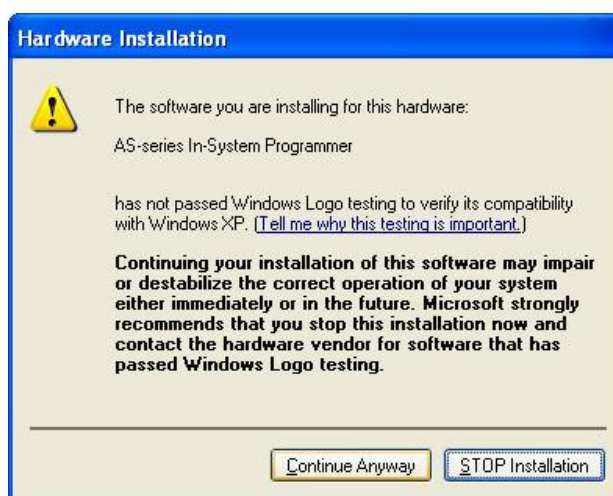 Hardware Installation
The software you are installing for this hardware:
AS-series In-System Programmer
has not passed Windows Logo testing to verify its compatibility
with Windows XP. (Tell me why this testing is important.)
Continuing your installation of this software may impair
or destabilize the correct operation of your system
either immediately or in the future. Microsoft strongly
recommends that you stop this installation now and
contact the hardware vendor for software that has
passed Windows Logo testing.
Continue Anyway STOP Installation